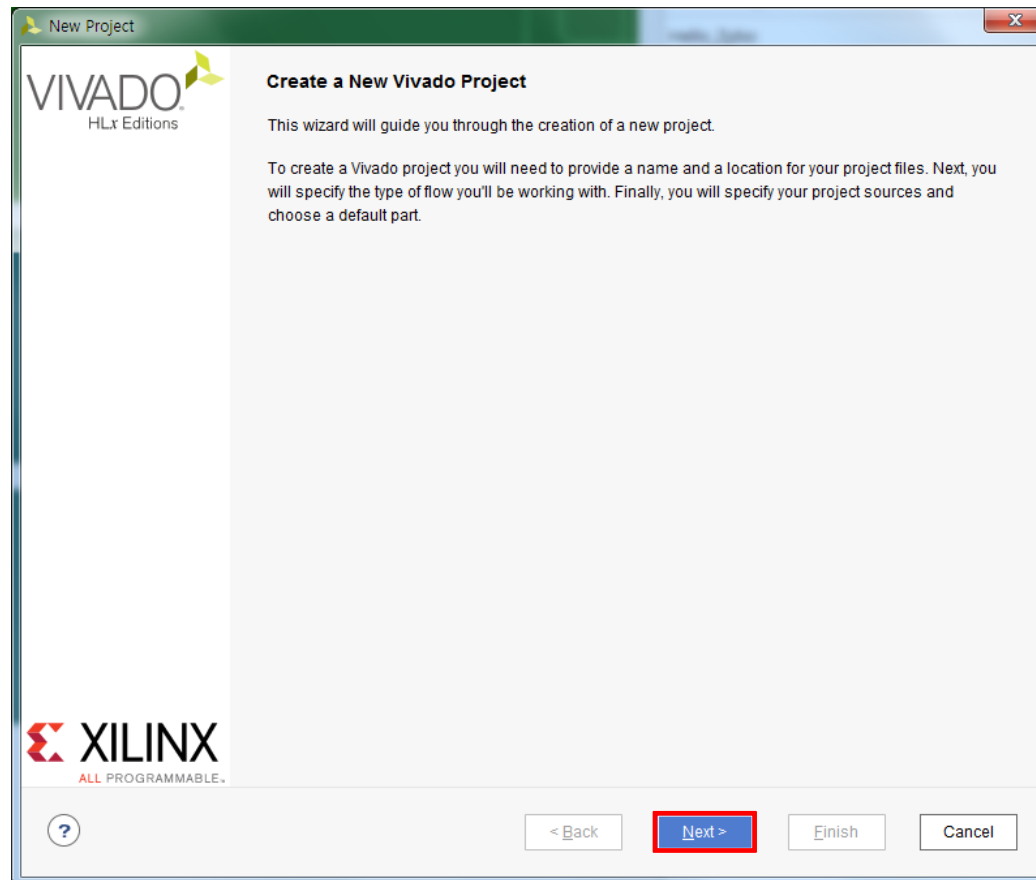 New Project
VIVADO.
HLx Editions
Create a New Vivado Project
This wizard will guide you through the creation of a new project.
To create a Vivado project you will need to provide a name and a location for your project files. Next, you
will specify the type of flow you'll be working with. Finally, you will specify your project sources and
choose a default part.
XILINX
ALL PROGRAMMABLE.
?
< Back
Next >
Finish
Cancel